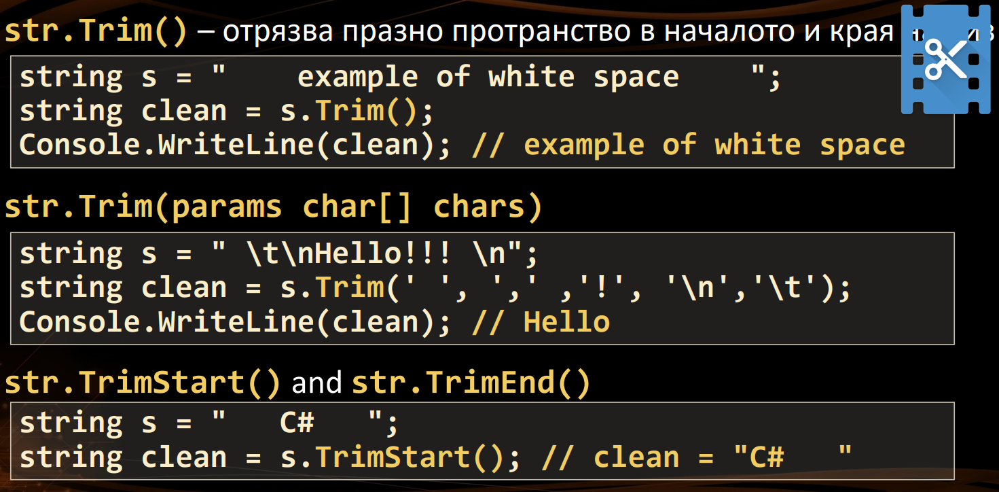 str.Trim() – отрязва празно протранство в началото и края
string s = "    example of white space    ";
string clean = s.Trim();
Console.WriteLine(clean); // example of white space
str.Trim(params char[] chars)
string s = " \t\nHello!!! \n";
string clean = s.Trim(' ', ',' ,'!', '\n','\t');
Console.WriteLine(clean); // Hello
str.TrimStart() and str.TrimEnd()
string s = "   C#   ";
string clean = s.TrimStart(); // clean = "C#   "